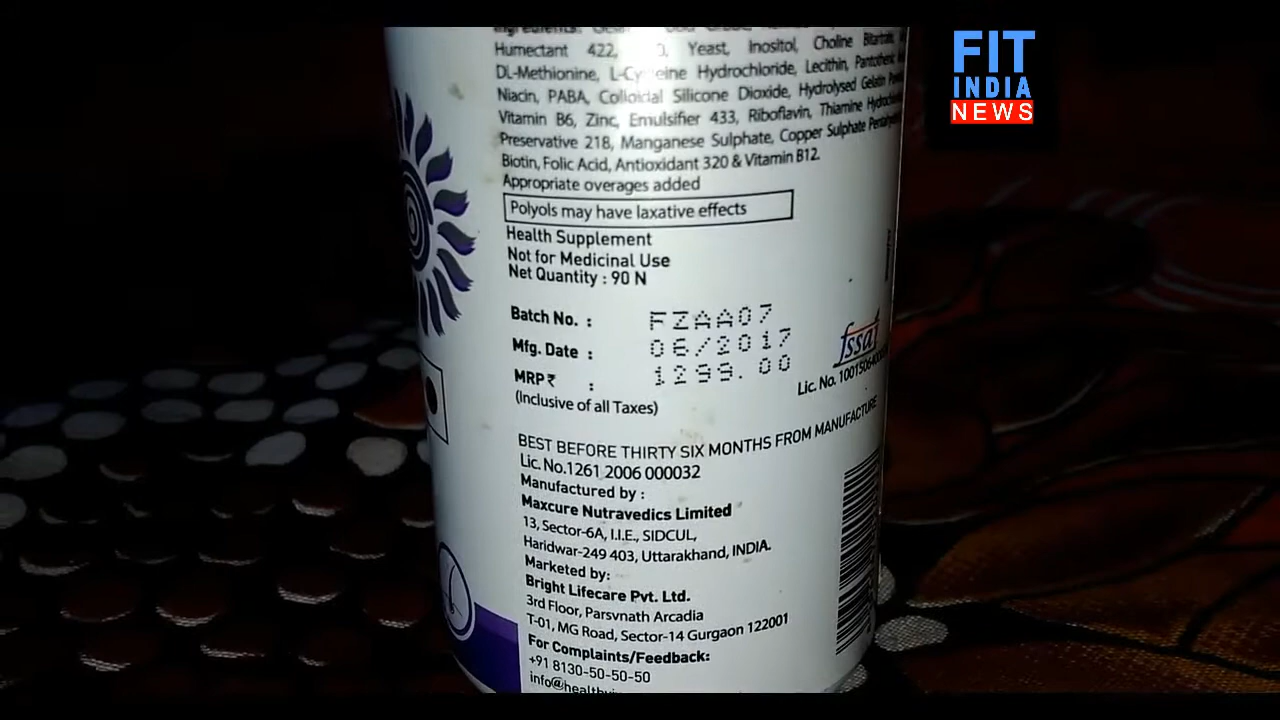 Humectant 422, Yeast, Inositol, Choline
DL-Methionine, Hydrochloride, Lecithin, Pantothenic
Niacin, PABA, Colloidal Silicone Dioxide, Hydrolysed Gelatin
Vitamin B6, Zinc, Emulsifier 433, Riboflavin, Thiamine
Preservative 218, Manganese Sulphate, Copper Sulphate
Biotin, Folic Acid, Antioxidant 320 & Vitamin B12.
Appropriate overages added
Polyols may have laxative effects
Health Supplement
Not for Medicinal Use
Net Quantity : 90 N
Batch No. : FZAA07
Mfg. Date : 06/2017
MRP₹ : 1299.00
(Inclusive of all Taxes)
fssai
Lic. No.
BEST BEFORE THIRTY SIX MONTHS FROM MANUFACTURE
Lic. No.1261 2006 000032
Manufactured by :
Maxcure Nutravedics Limited
13, Sector-6A, I.I.E., SIDCUL,
Haridwar-249 403, Uttarakhand, INDIA.
Marketed by:
Bright Lifecare Pvt. Ltd.
3rd Floor, Parsvnath Arcadia
T-01, MG Road, Sector-14 Gurgaon 122001
For Complaints/Feedback:
+91 8130-50-50-50
FIT
INDIA
NEWS